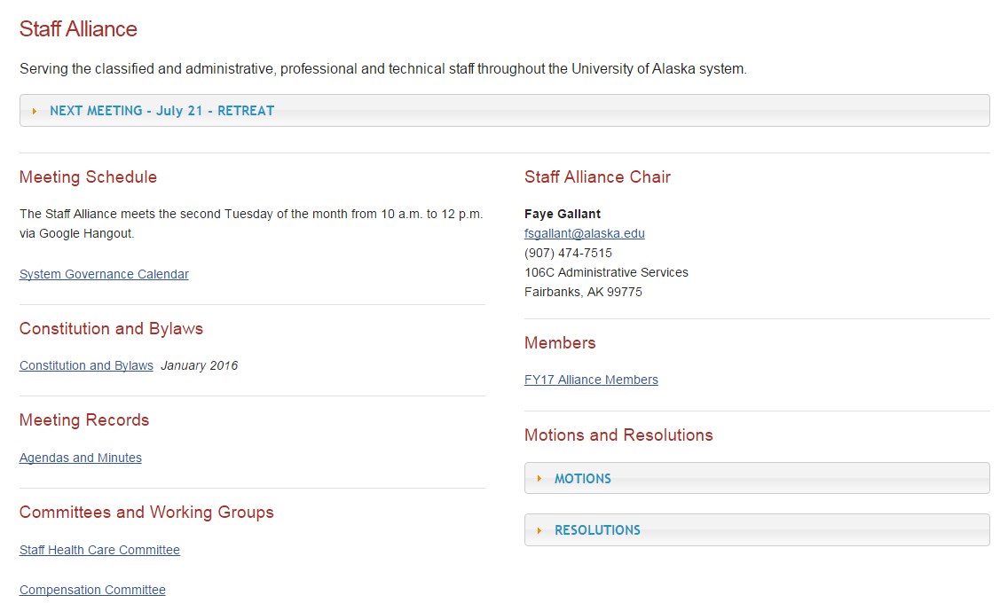 Staff Alliance
Serving the classified and administrative, professional and technical staff throughout the University of Alaska system.
NEXT MEETING - July 21 - RETREAT
Meeting Schedule
The Staff Alliance meets the second Tuesday of the month from 10 a.m. to 12 p.m.
via Google Hangout.
System Governance Calendar
Constitution and Bylaws
Constitution and Bylaws January 2016
Meeting Records
Agendas and Minutes
Committees and Working Groups
Staff Health Care Committee
Compensation Committee
Staff Alliance Chair
Faye Gallant
fsgallant@alaska.edu
(907) 474-7515
106C Administrative Services
Fairbanks, AK 99775
Members
FY17 Alliance Members
Motions and Resolutions
MOTIONS
RESOLUTIONS